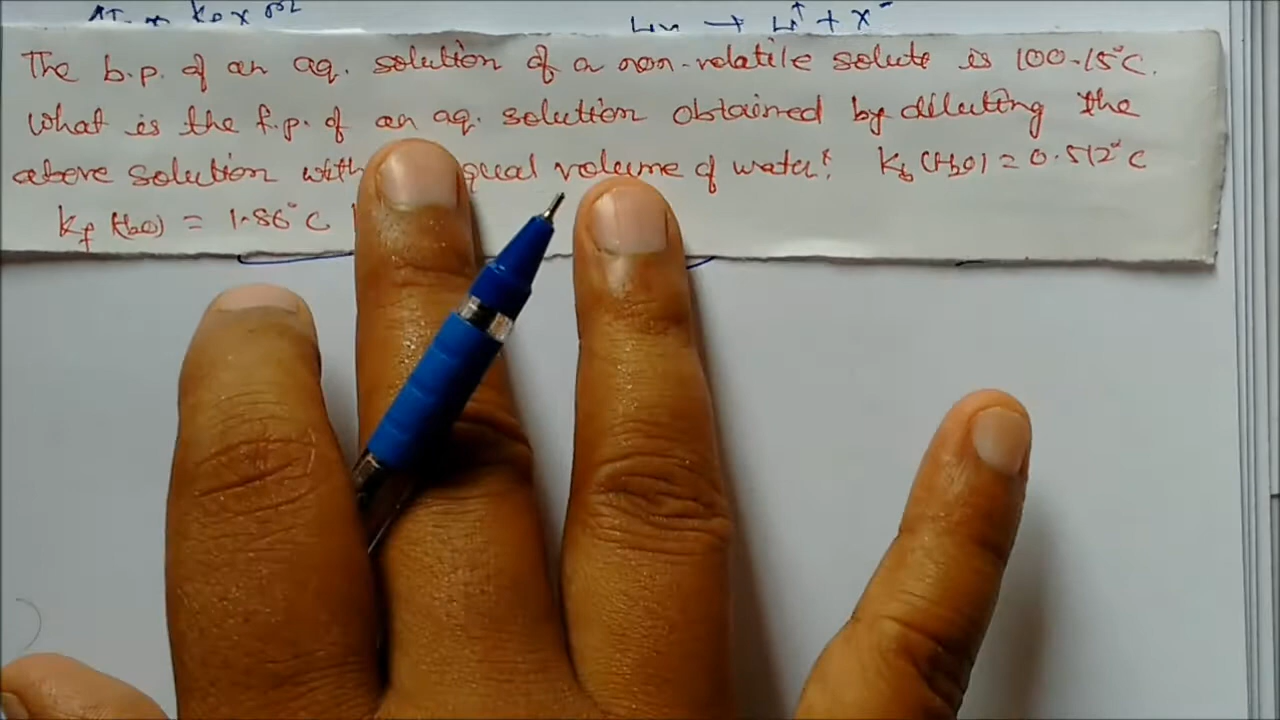 The b.p. of an aq. solution of a non-volatile solute is 100.15°C.
What is the f.p. of an aq. solution obtained by diluting the
above solution with qual volume of water? Kb (H2O) = 0.512°C
Kf (H2O) = 1.86°C